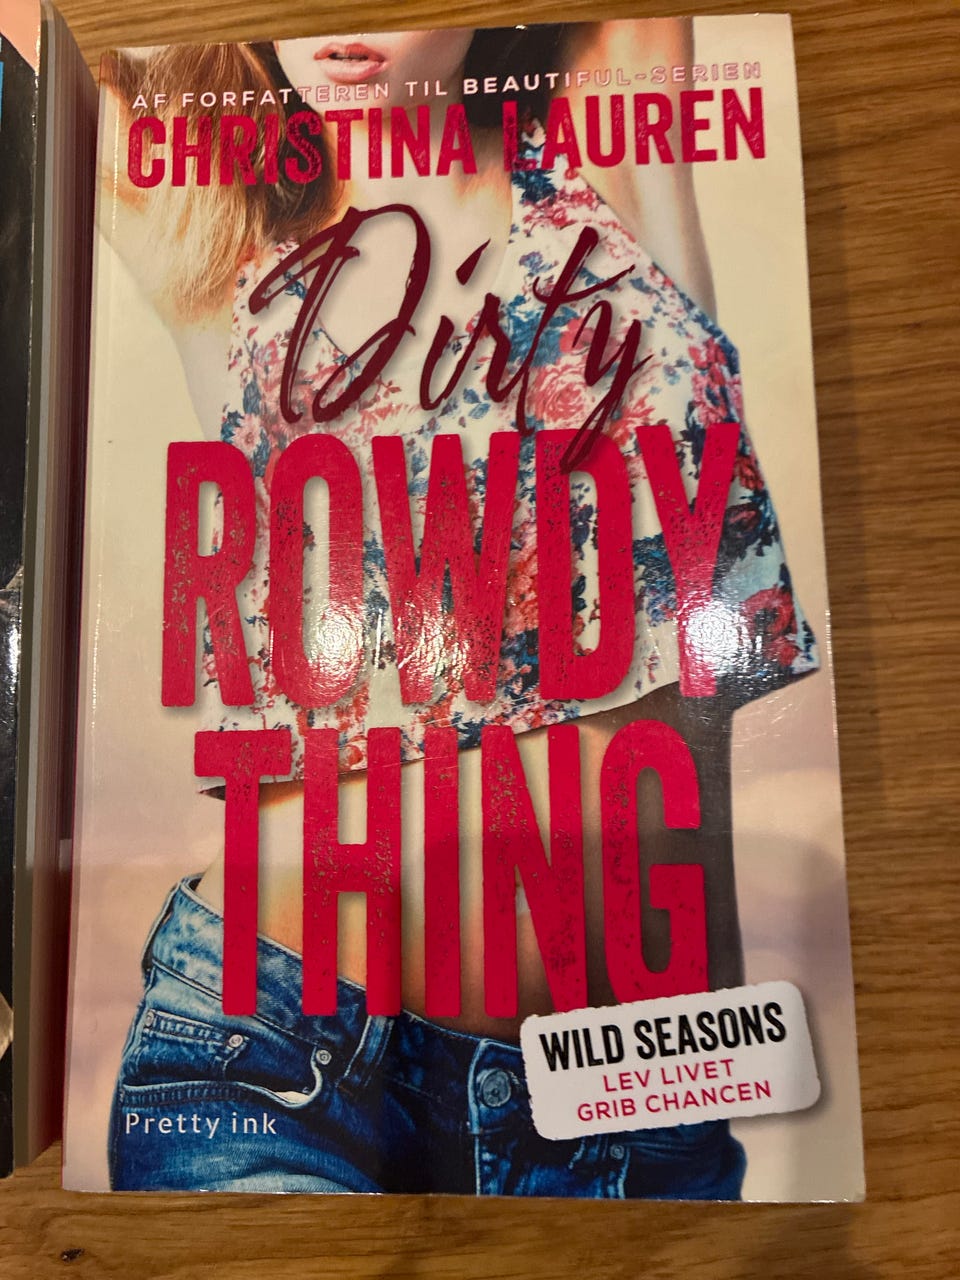 AF FORFATTEREN TIL BEAUTIFUL-SERIEN
CHRISTINA LAUREN
Dirty
ROWDY
THING
WILD SEASONS
LEV LIVET
GRIB CHANCEN
Pretty ink